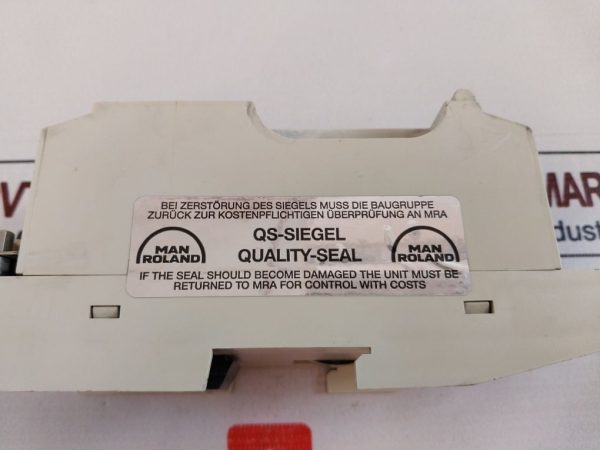 BEI ZERSTÖRUNG DES SIEGELS MUSS DIE BAUGRUPPE
ZURÜCK ZUR KOSTENPFLICHTIGEN ÜBERPRÜFUNG AN MRA
MAN
ROLAND
QS-SIEGEL
QUALITY-SEAL
MAN
ROLAND
IF THE SEAL SHOULD BECOME DAMAGED THE UNIT MUST BE
RETURNED TO MRA FOR CONTROL WITH COSTS